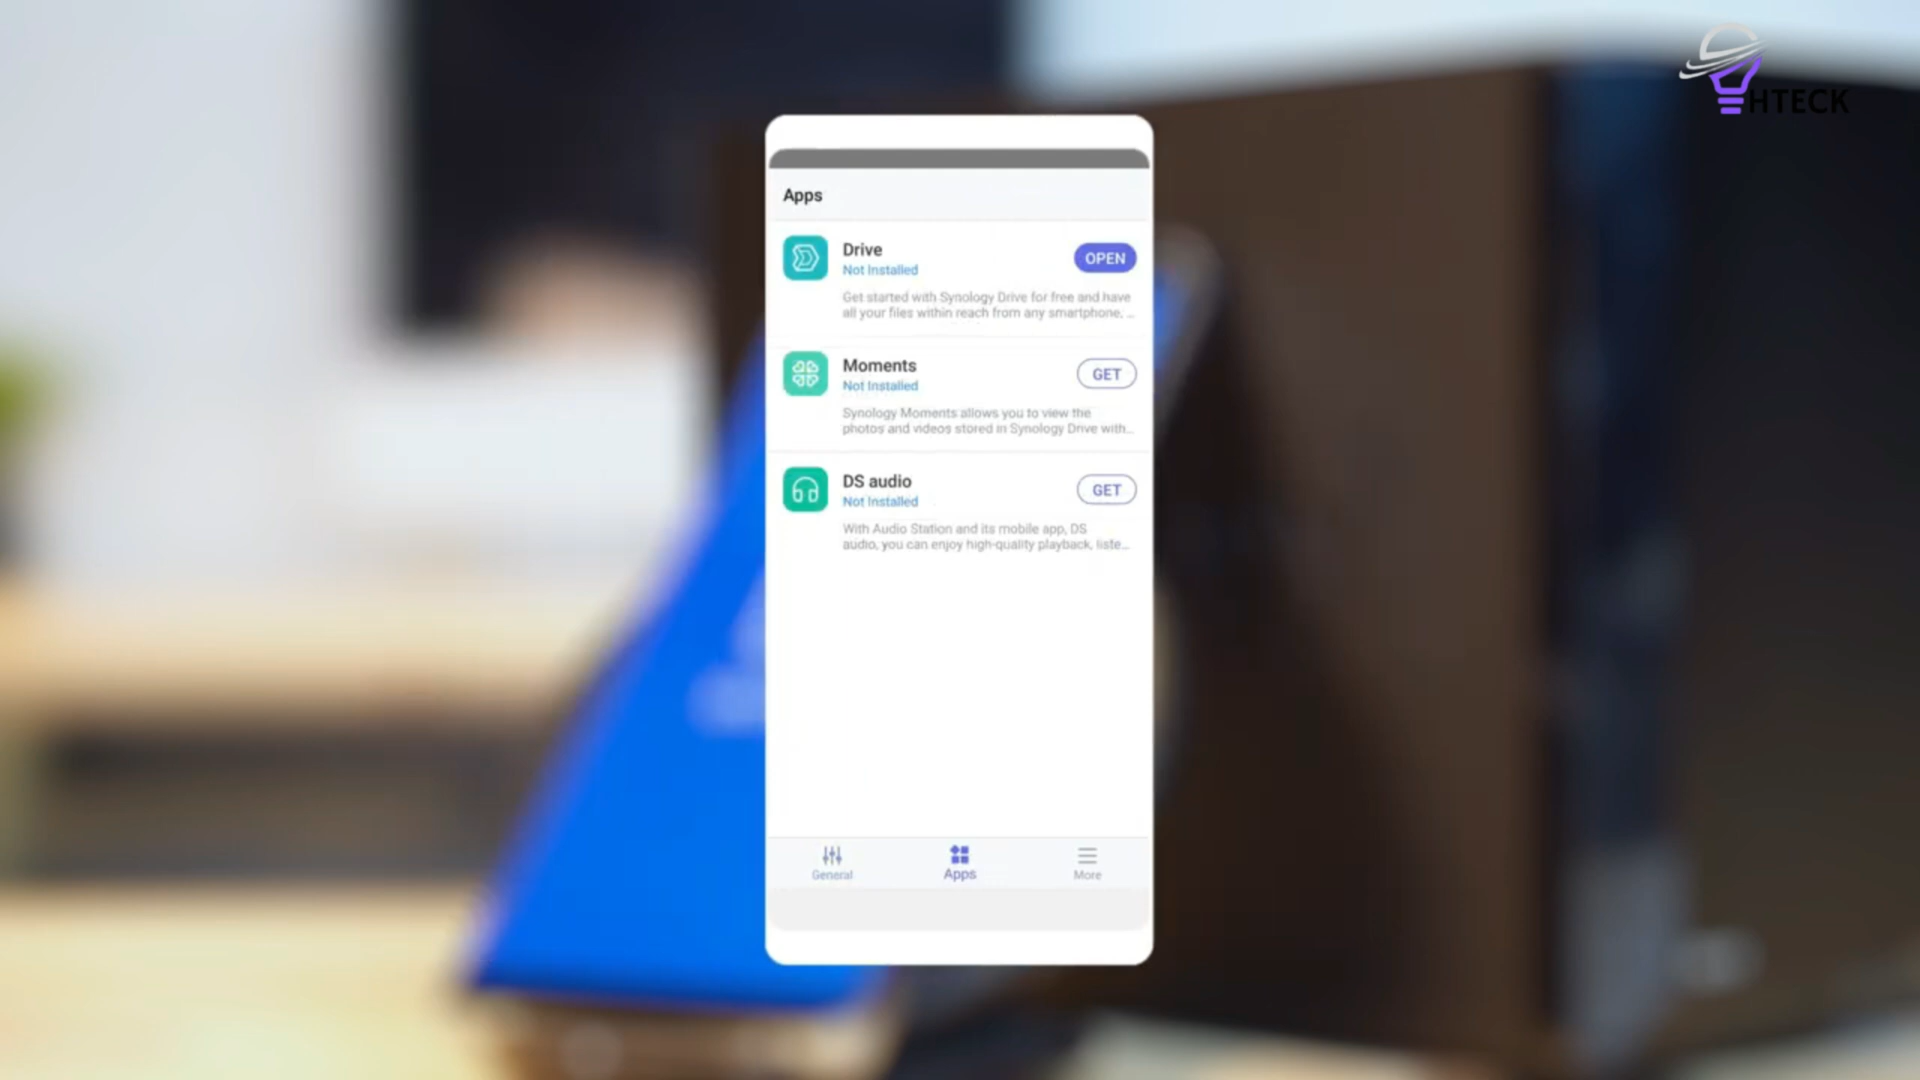 HTECK
Apps
Drive
OPEN
Not Installed
Get started with Synology Drive for free and have
all your files within reach from any smartphone, ...
Moments
GET
Not Installed
Synology Moments allows you to view the
photos and videos stored in Synology Drive with...
DS audio
GET
Not Installed
With Audio Station and its mobile app, DS
audio, you can enjoy high-quality playback, liste...
General
Apps
More